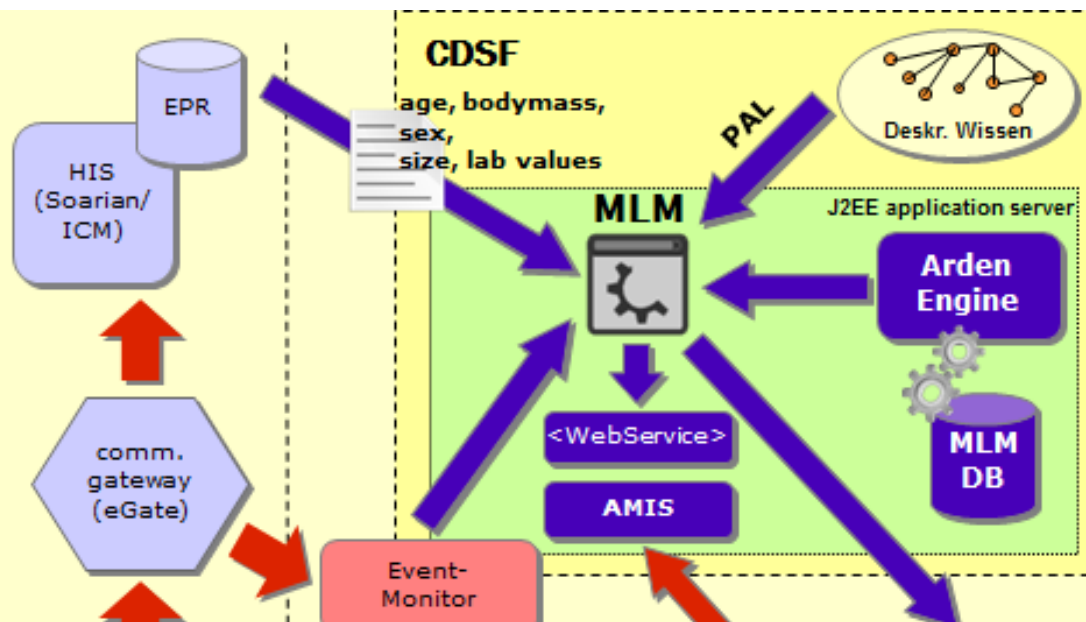 CDSF
EPR
age, bodymass,
sex,
size, lab values
PAL
Deskr. Wissen
HIS
(Soarian/
ICM)
MLM
J2EE application server
Arden
Engine
<WebService>
MLM
DB
comm.
gateway
(eGate)
AMIS
Event-
Monitor